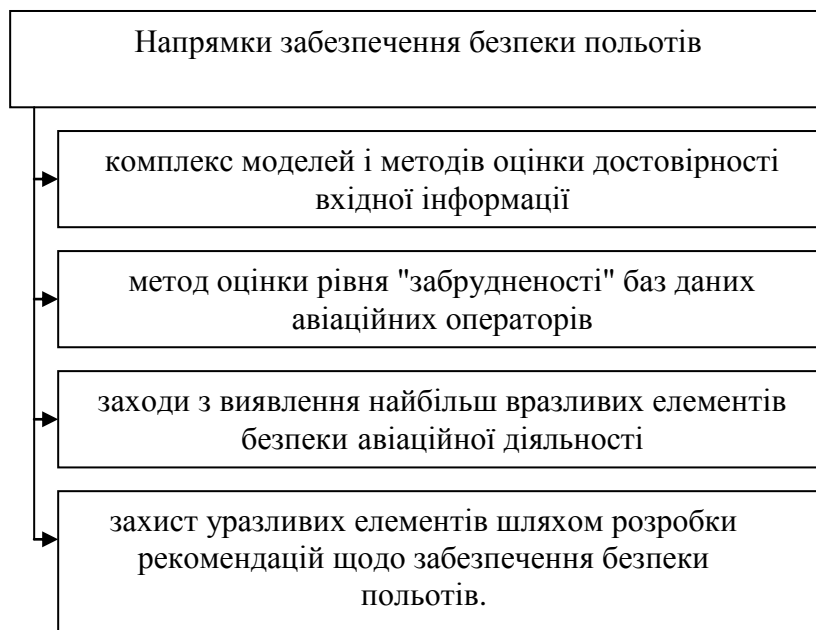 Напрямки забезпечення безпеки польотів
комплекс моделей і методів оцінки достовірності
вхідної інформації
метод оцінки рівня "забрудненості" баз даних
авіаційних операторів
заходи з виявлення найбільш вразливих елементів
безпеки авіаційної діяльності
захист уразливих елементів шляхом розробки
рекомендацій щодо забезпечення безпеки
польотів.